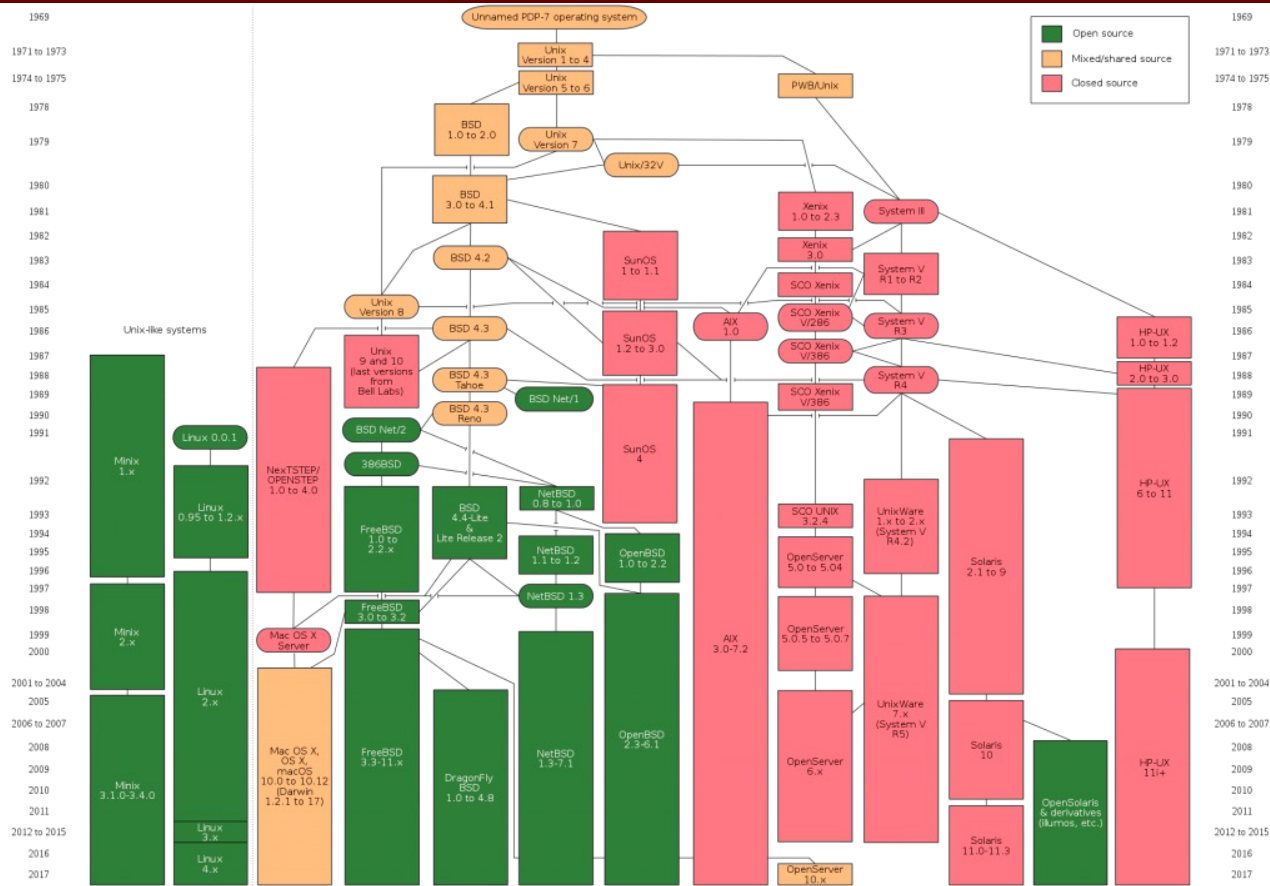 1969
Unnamed PDP-7 operating system
1969
Open source
Mixed/shared source
Closed source
1971 to 1973
Unix
Version 1 to 4
1971 to 1973
1974 to 1975
Unix
Version 5 to 6
PWB/Unix
1974 to 1975
1978
BSD
1.0 to 2.0
1978
1979
Unix
Version 7
1979
Unix/32V
1980
BSD
3.0 to 4.1
1980
1981
Xenix
1.0 to 2.3
System III
1981
1982
Xenix
3.0
1982
1983
BSD 4.2
SunOS
1 to 1.1
System V
R1 to R2
1983
1984
SCO Xenix
1984
1985
Unix
Version 8
SCO Xenix
V/286
1985
Unix-like systems
1986
BSD 4.3
AIX
1.0
System V
R3
HP-UX
1.0 to 1.2
1986
1987
Unix
9 and 10
(last versions
from
Bell Labs)
SunOS
1.2 to 3.0
SCO Xenix
V/386
1987
1988
BSD 4.3
Tahoe
System V
R4
HP-UX
2.0 to 3.0
1988
1989
BSD Net/1
SCO Xenix
V/386
1989
1990
BSD 4.3
Reno
1990
1991
Linux 0.0.1
BSD Net/2
1991
Minix
1.x
386BSD
SunOS
4
1992
NexTSTEP/
OPENSTEP
1.0 to 4.0
NetBSD
0.8 to 1.0
HP-UX
6 to 11
1992
1993
Linux
0.95 to 1.2.x
BSD
4.4-Lite
&
Lite Release 2
SCO UNIX
3.2.4
UnixWare
1.x to 2.x
(System V
R4.2)
1993
1994
FreeBSD
1.0 to
2.2.x
1994
1995
NetBSD
1.1 to 1.2
OpenBSD
1.0 to 2.2
OpenServer
5.0 to 5.04
Solaris
2.1 to 9
1995
1996
1996
1997
NetBSD 1.3
1997
1998
FreeBSD
3.0 to 3.2
1998
1999
Minix
2.x
Mac OS X
Server
AIX
3.0-7.2
OpenServer
5.0.5 to 5.0.7
1999
2000
2000
2001 to 2004
Linux
2.x
2001 to 2004
2005
UnixWare
7.x
(System V
R5)
2005
2006 to 2007
OpenBSD
2.3-6.1
2006 to 2007
2008
Mac OS X,
OS X,
macOS
10.0 to 10.12
(Darwin
1.2.1 to 17)
FreeBSD
3.3-11.x
NetBSD
1.3-7.1
OpenServer
6.x
Solaris
10
HP-UX
11i+
2008
2009
Minix
3.1.0-3.4.0
DragonFly
BSD
1.0 to 4.8
2009
2010
2010
2011
OpenSolaris
& derivatives
(illumos, etc.)
2011
2012 to 2015
Linux
3.x
2012 to 2015
2016
Linux
4.x
Solaris
11.0-11.3
2016
2017
OpenServer
10.x
2017